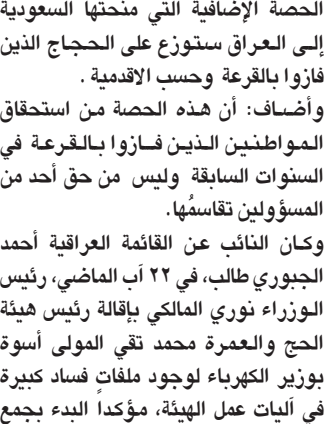 الحصة الإضافية التي منحتها السعودية
إلى العراق ستوزع على الحجاج الذين
فازوا بالقرعة وحسب الاقدمية .
وأضاف: أن هذه الحصة من استحقاق
المواطنين الذين فازوا بالقرعة في
السنوات السابقة وليس من حق أحد من
المسؤولين تقاسمُها.
وكان النائب عن القائمة العراقية أحمد
الجبوري طالب، في ٢٢ آب الماضي، رئيس
الوزراء نوري المالكي بإقالة رئيس هيئة
الحج والعمرة محمد تقي المولى أسوة
بوزير الكهرباء لوجود ملفاتٍ فساد كبيرة
في آليات عمل الهيئة، مؤكداً البدء بجمع